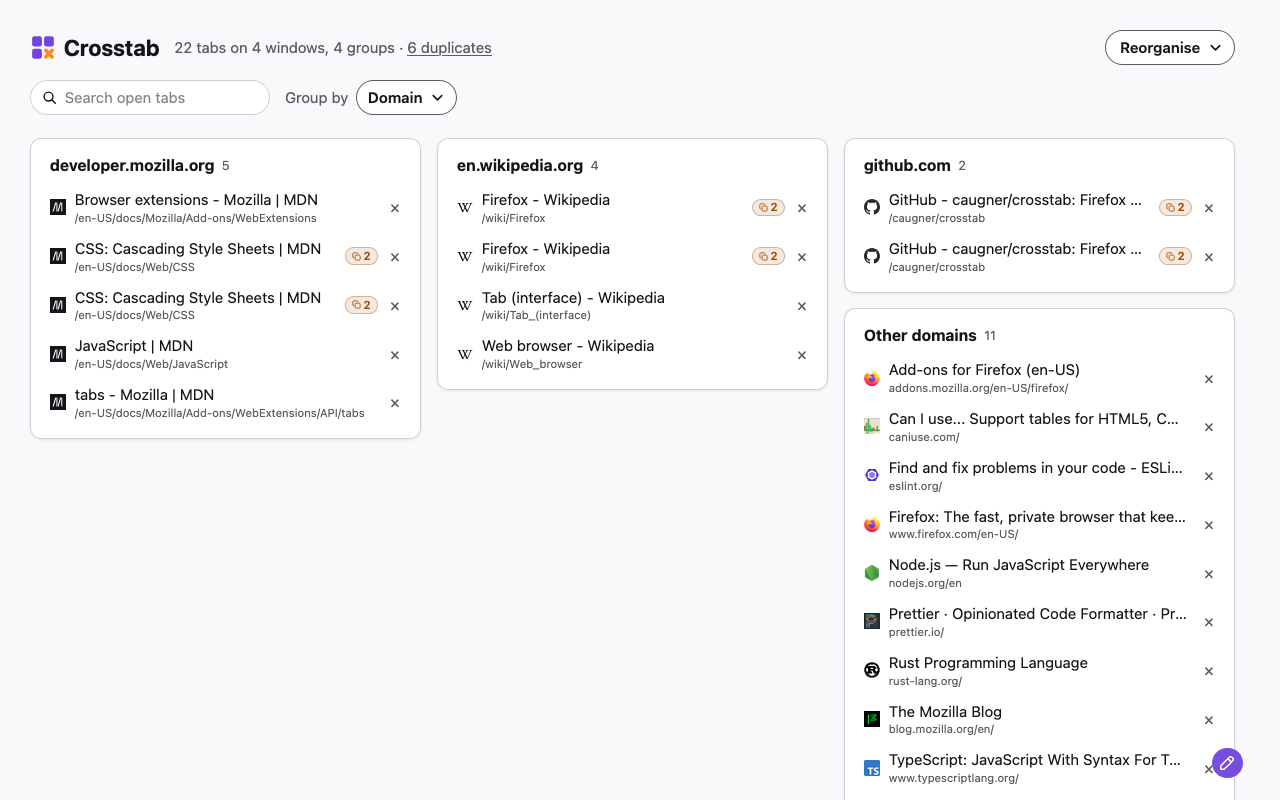 Crosstab
22 tabs on 4 windows, 4 groups · 6 duplicates
Reorganise
Search open tabs
Group by
Domain
developer.mozilla.org 5
Browser extensions - Mozilla | MDN
/en-US/docs/Mozilla/Add-ons/WebExtensions
CSS: Cascading Style Sheets | MDN
/en-US/docs/Web/CSS
2
CSS: Cascading Style Sheets | MDN
/en-US/docs/Web/CSS
2
JavaScript | MDN
/en-US/docs/Web/JavaScript
tabs - Mozilla | MDN
/en-US/docs/Mozilla/Add-ons/WebExtensions/API/tabs
en.wikipedia.org 4
Firefox - Wikipedia
/wiki/Firefox
2
Firefox - Wikipedia
/wiki/Firefox
2
Tab (interface) - Wikipedia
/wiki/Tab_(interface)
Web browser - Wikipedia
/wiki/Web_browser
github.com 2
GitHub - caugner/crosstab: Firefox ...
/caugner/crosstab
2
GitHub - caugner/crosstab: Firefox ...
/caugner/crosstab
2
Other domains 11
Add-ons for Firefox (en-US)
addons.mozilla.org/en-US/firefox/
Can I use... Support tables for HTML5, C...
caniuse.com/
Find and fix problems in your code - ESLi...
eslint.org/
Firefox: The fast, private browser that kee...
www.firefox.com/en-US/
Node.js — Run JavaScript Everywhere
nodejs.org/en
Prettier · Opinionated Code Formatter · Pr...
prettier.io/
Rust Programming Language
rust-lang.org/
The Mozilla Blog
blog.mozilla.org/en/
TypeScript: JavaScript With Syntax For T...
www.typescriptlang.org/